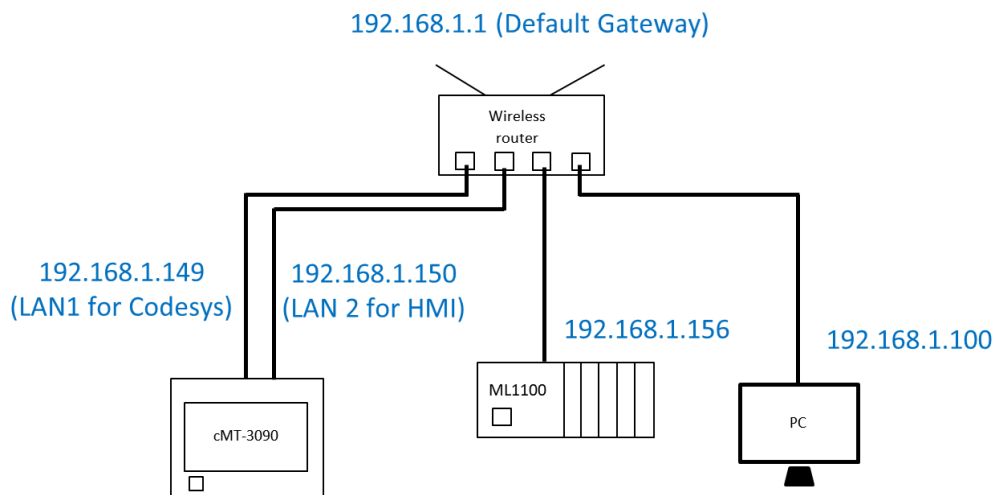 192.168.1.1 (Default Gateway)
Wireless
router
192.168.1.149
(LAN1 for Codesys)
192.168.1.150
(LAN 2 for HMI)
192.168.1.156
192.168.1.100
ML1100
cMT-3090
PC